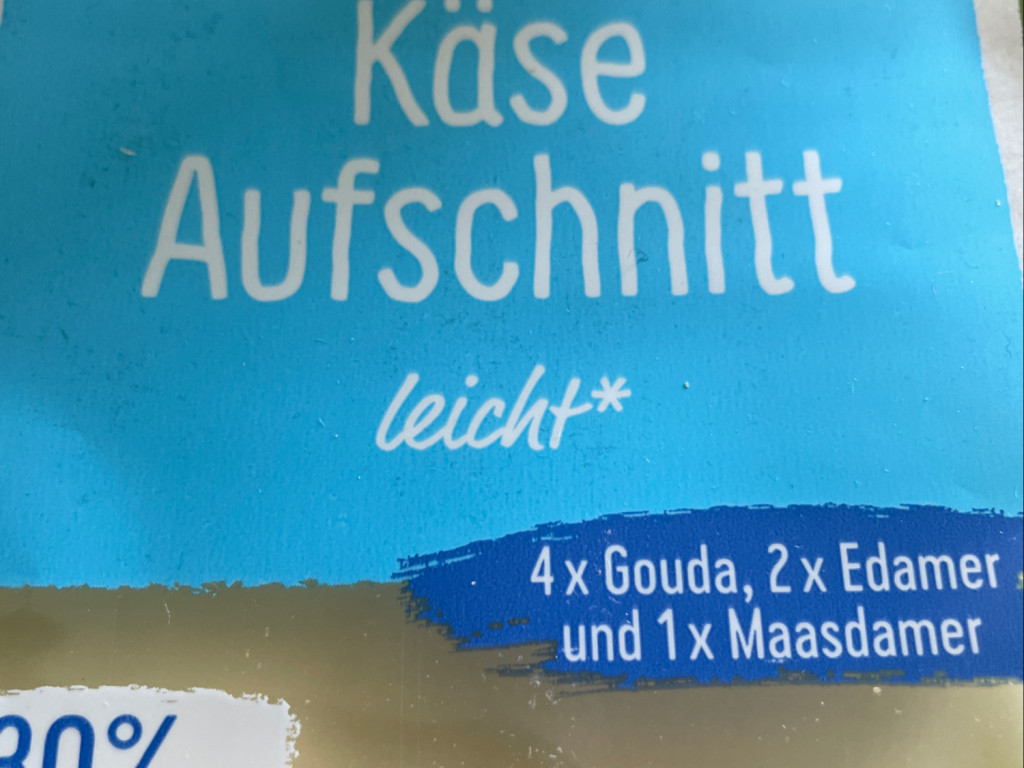 Käse
Aufschnitt
leicht*
4 x Gouda, 2 x Edamer
und 1 x Maasdamer